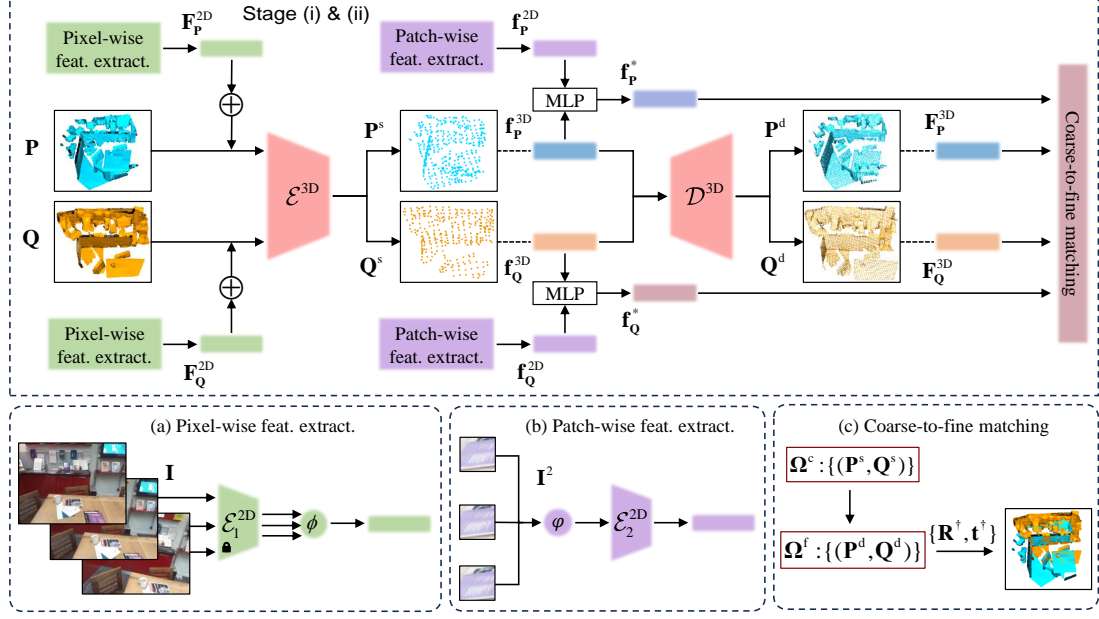 Stage (i) & (ii)
F_P^2D
Pixel-wise
feat. extract.
f_P^2D
Patch-wise
feat. extract.
MLP
f_P^*
P
P^s
f_P^3D
P^d
F_P^3D
ℰ^3D
𝒟^3D
Q
Q^s
f_Q^3D
Q^d
F_Q^3D
MLP
f_Q^*
Pixel-wise
feat. extract.
F_Q^2D
Patch-wise
feat. extract.
f_Q^2D
Coarse-to-fine matching
(a) Pixel-wise feat. extract.
I
ℰ_1^2D
ϕ
(b) Patch-wise feat. extract.
I^2
φ
ℰ_2^2D
(c) Coarse-to-fine matching
Ω^c : {(P^s, Q^s)}
Ω^f : {(P^d, Q^d)}
{R^†, t^†}